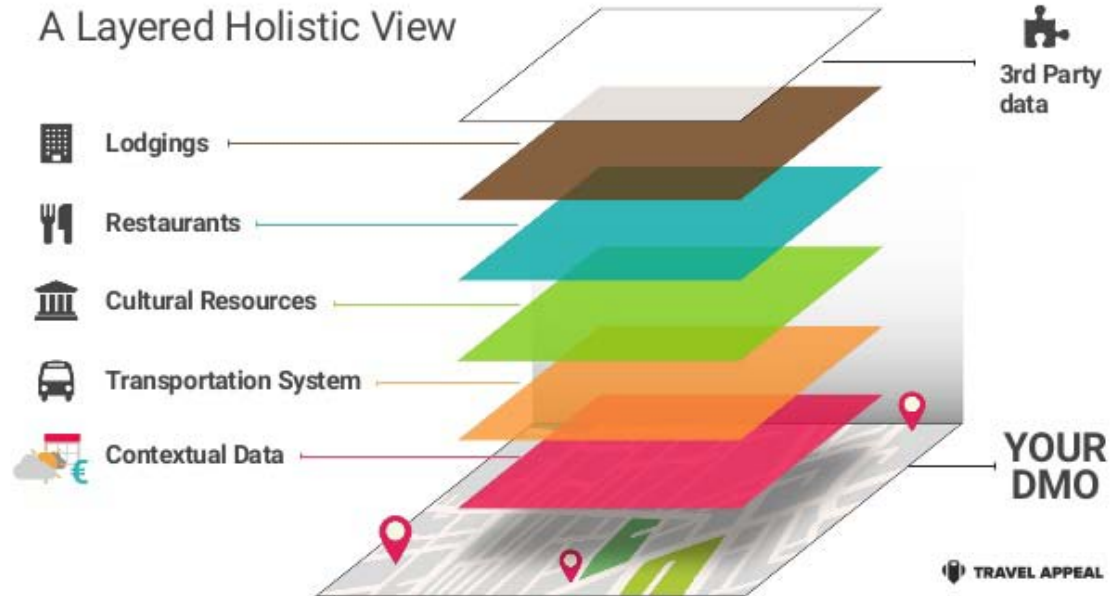 A Layered Holistic View
3rd Party
data
Lodgings
Restaurants
Cultural Resources
Transportation System
Contextual Data
€
YOUR
DMO
TRAVEL APPEAL